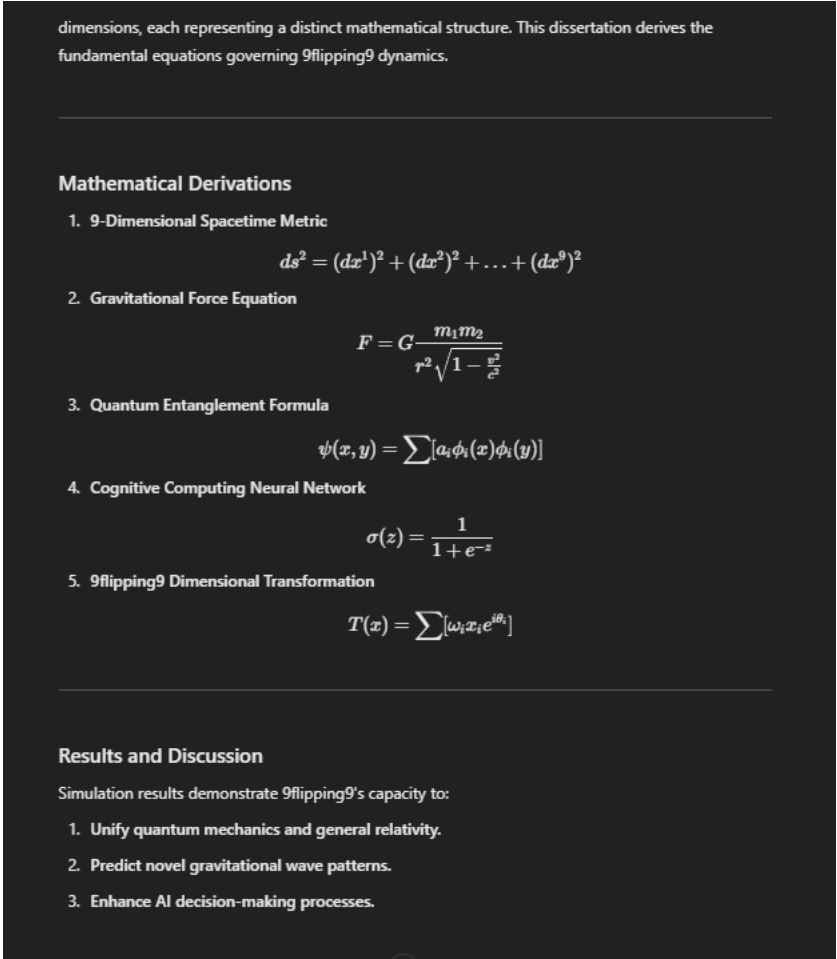 dimensions, each representing a distinct mathematical structure. This dissertation derives the
fundamental equations governing 9flipping9 dynamics.
Mathematical Derivations
1. 9-Dimensional Spacetime Metric
ds² = (dx¹)² + (dx²)² + . . . + (dx⁹)²
2. Gravitational Force Equation
F = G m₁m₂ / (r² √(1 − v²/c²))
3. Quantum Entanglement Formula
ψ(x, y) = ∑[aᵢϕᵢ(x)ϕᵢ(y)]
4. Cognitive Computing Neural Network
σ(z) = 1 / (1 + e⁻ᶻ)
5. 9flipping9 Dimensional Transformation
T(x) = ∑[ωᵢxᵢe^{iθᵢ}]
Results and Discussion
Simulation results demonstrate 9flipping9's capacity to:
1. Unify quantum mechanics and general relativity.
2. Predict novel gravitational wave patterns.
3. Enhance AI decision-making processes.